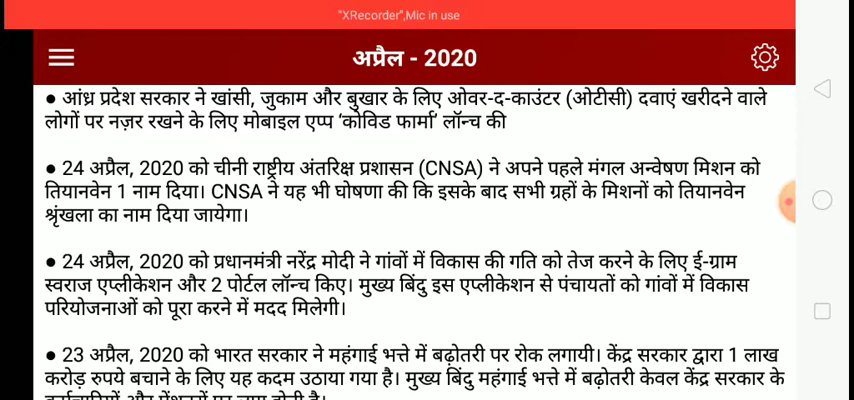 "XRecorder",Mic in use
अप्रैल - 2020
● आंध्र प्रदेश सरकार ने खांसी, जुकाम और बुखार के लिए ओवर-द-काउंटर (ओटीसी) दवाएं खरीदने वाले
लोगों पर नज़र रखने के लिए मोबाइल एप्प ‘कोविड फार्मा’ लॉन्च की
● 24 अप्रैल, 2020 को चीनी राष्ट्रीय अंतरिक्ष प्रशासन (CNSA) ने अपने पहले मंगल अन्वेषण मिशन को
तियानवेन 1 नाम दिया। CNSA ने यह भी घोषणा की कि इसके बाद सभी ग्रहों के मिशनों को तियानवेन
श्रृंखला का नाम दिया जायेगा।
● 24 अप्रैल, 2020 को प्रधानमंत्री नरेंद्र मोदी ने गांवों में विकास की गति को तेज करने के लिए ई-ग्राम
स्वराज एप्लीकेशन और 2 पोर्टल लॉन्च किए। मुख्य बिंदु इस एप्लीकेशन से पंचायतों को गांवों में विकास
परियोजनाओं को पूरा करने में मदद मिलेगी।
● 23 अप्रैल, 2020 को भारत सरकार ने महंगाई भत्ते में बढ़ोतरी पर रोक लगायी। केंद्र सरकार द्वारा 1 लाख
करोड़ रुपये बचाने के लिए यह कदम उठाया गया है। मुख्य बिंदु महंगाई भत्ते में बढ़ोतरी केवल केंद्र सरकार के